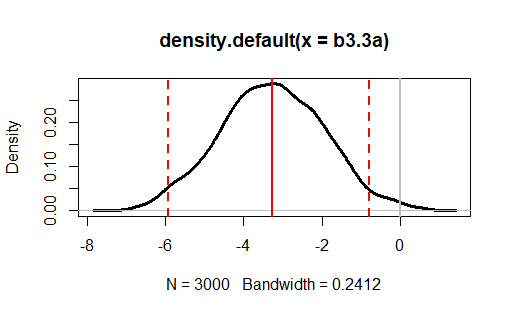 density.default(x = b3.3a)
Density
0.20
0.10
0.00
-8 -6 -4 -2 0
N = 3000 Bandwidth = 0.2412